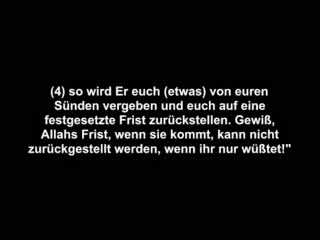 (4) so wird Er euch (etwas) von euren
Sünden vergeben und euch auf eine
festgesetzte Frist zurückstellen. Gewiß,
Allahs Frist, wenn sie kommt, kann nicht
zurückgestellt werden, wenn ihr nur wüßtet!"